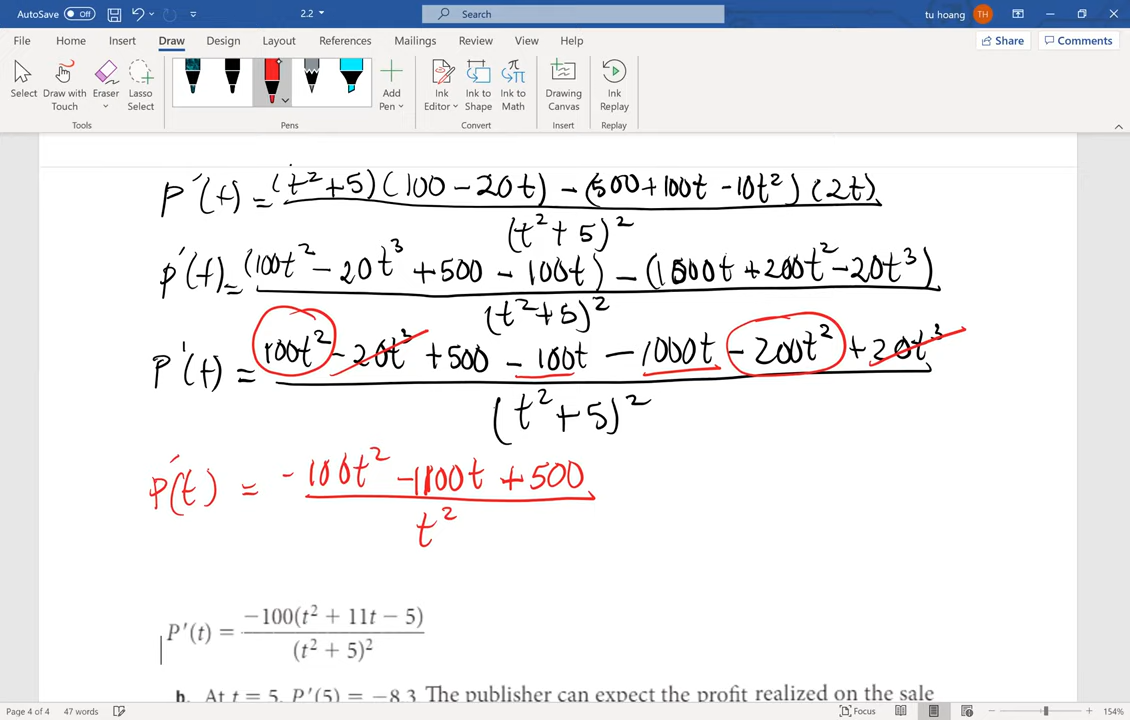 AutoSave Off 2.2 Search tu hoang TH
File Home Insert Draw Design Layout References Mailings Review View Help Share Comments
Select Draw with Touch Eraser Lasso Select Add Pen Ink Editor Ink to Shape Ink to Math Drawing Canvas Ink Replay
Tools Pens Convert Insert Replay
P'(t) = (t²+5)(100-20t) - (500+100t-10t²)(2t)
(t²+5)²
P'(t) = (100t² - 20t³ + 500 - 100t) - (1000t + 200t² - 20t³)
(t²+5)²
P'(t) = 100t² - 20t³ + 500 - 100t - 1000t - 200t² + 20t³
(t²+5)²
P'(t) = -100t² - 1100t + 500
t²
P'(t) = −100(t² + 11t − 5)
(t² + 5)²
b. At t = 5, P'(5) = −8.3 The publisher can expect the profit realized on the sale
Page 4 of 4 47 words Focus 154%